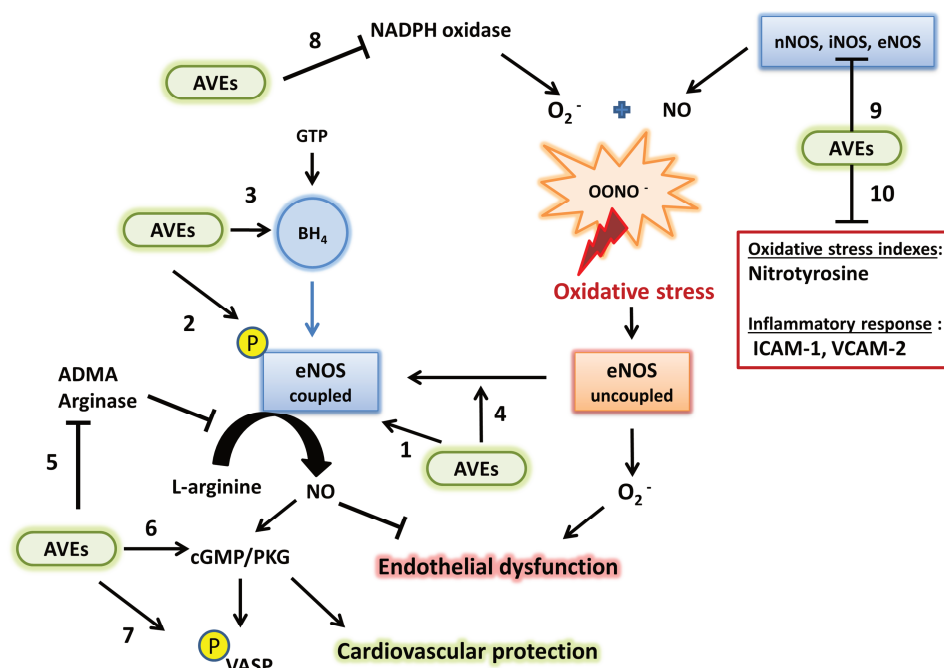 8
NADPH oxidase
nNOS, iNOS, eNOS
AVEs
O2 -
NO
9
GTP
AVEs
3
OONO -
10
AVEs
BH4
Oxidative stress indexes:
Nitrotyrosine
Oxidative stress
2
P
Inflammatory response :
ICAM-1, VCAM-2
eNOS
coupled
eNOS
uncoupled
ADMA
Arginase
4
1
5
AVEs
L-arginine
NO
O2 -
6
AVEs
cGMP/PKG
Endothelial dysfunction
7
P
VASP
Cardiovascular protection